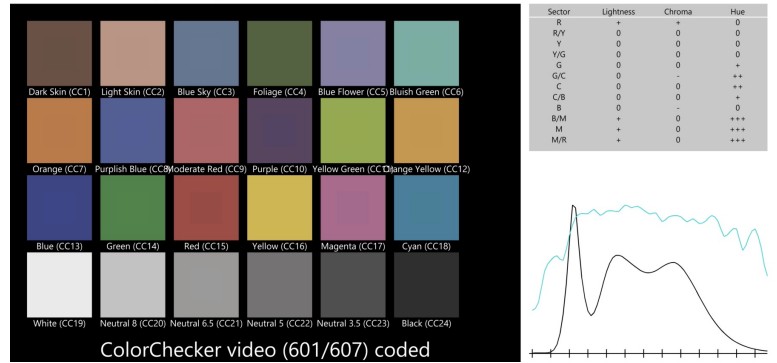 Dark Skin (CC1) Light Skin (CC2) Blue Sky (CC3) Foliage (CC4) Blue Flower (CC5) Bluish Green (CC6)
Orange (CC7) Purplish Blue (CC8) Moderate Red (CC9) Purple (CC10) Yellow Green (CC11) Orange Yellow (CC12)
Blue (CC13) Green (CC14) Red (CC15) Yellow (CC16) Magenta (CC17) Cyan (CC18)
White (CC19) Neutral 8 (CC20) Neutral 6.5 (CC21) Neutral 5 (CC22) Neutral 3.5 (CC23) Black (CC24)
ColorChecker video (601/607) coded
Sector Lightness Chroma Hue
R + + 0
R/Y 0 0 0
Y 0 0 0
Y/G 0 0 0
G 0 0 +
G/C 0 - ++
C 0 0 ++
C/B 0 0 +
B 0 - 0
B/M + 0 +++
M + 0 +++
M/R + 0 +++